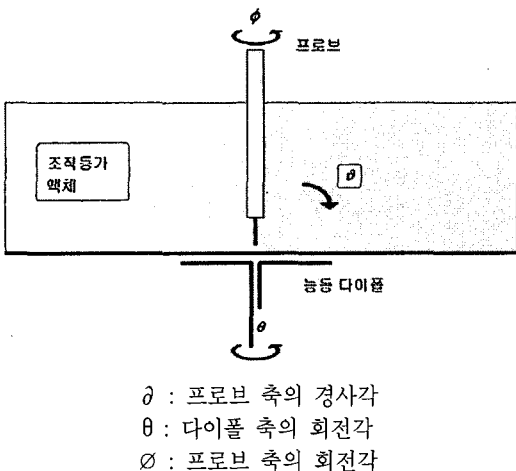 ϕ
프로브
조직등가
액체
θ
능동 다이폴
θ
∂ : 프로브 축의 경사각
θ : 다이폴 축의 회전각
Ø : 프로브 축의 회전각